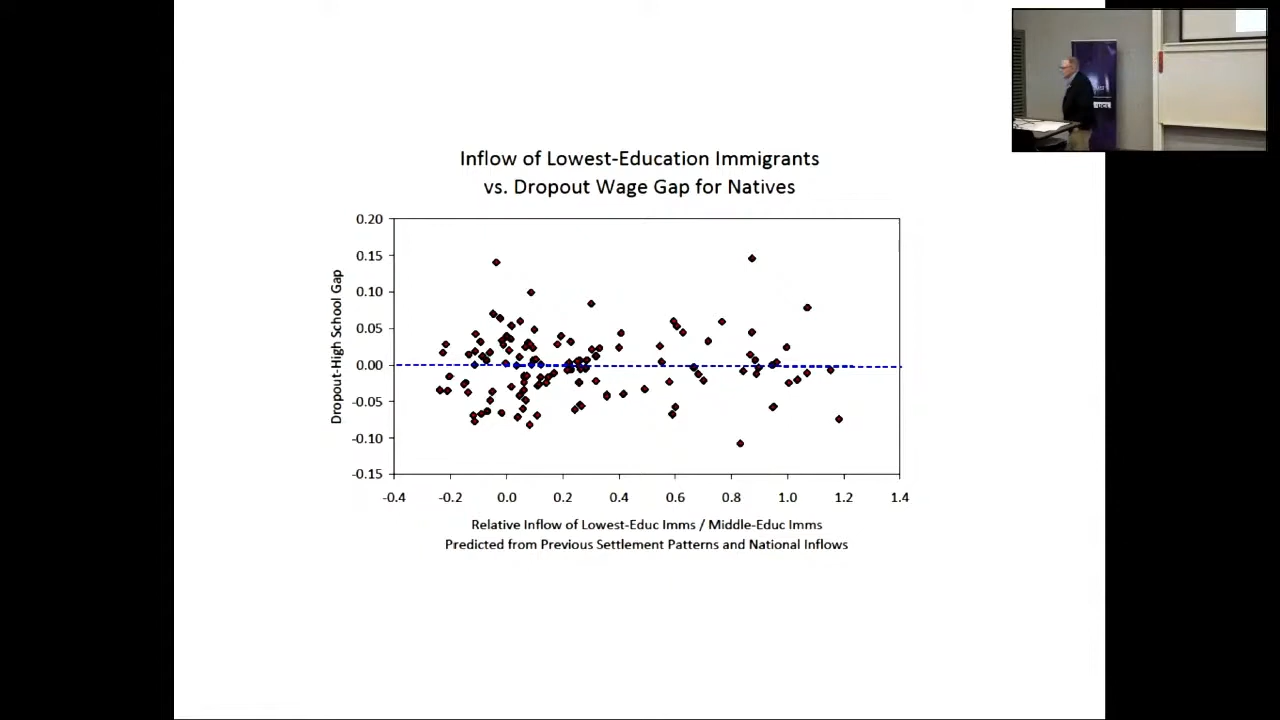 Inflow of Lowest-Education Immigrants
vs. Dropout Wage Gap for Natives
Dropout-High School Gap
0.20
0.15
0.10
0.05
0.00
-0.05
-0.10
-0.15
-0.4 -0.2 0.0 0.2 0.4 0.6 0.8 1.0 1.2 1.4
Relative Inflow of Lowest-Educ Imms / Middle-Educ Imms
Predicted from Previous Settlement Patterns and National Inflows